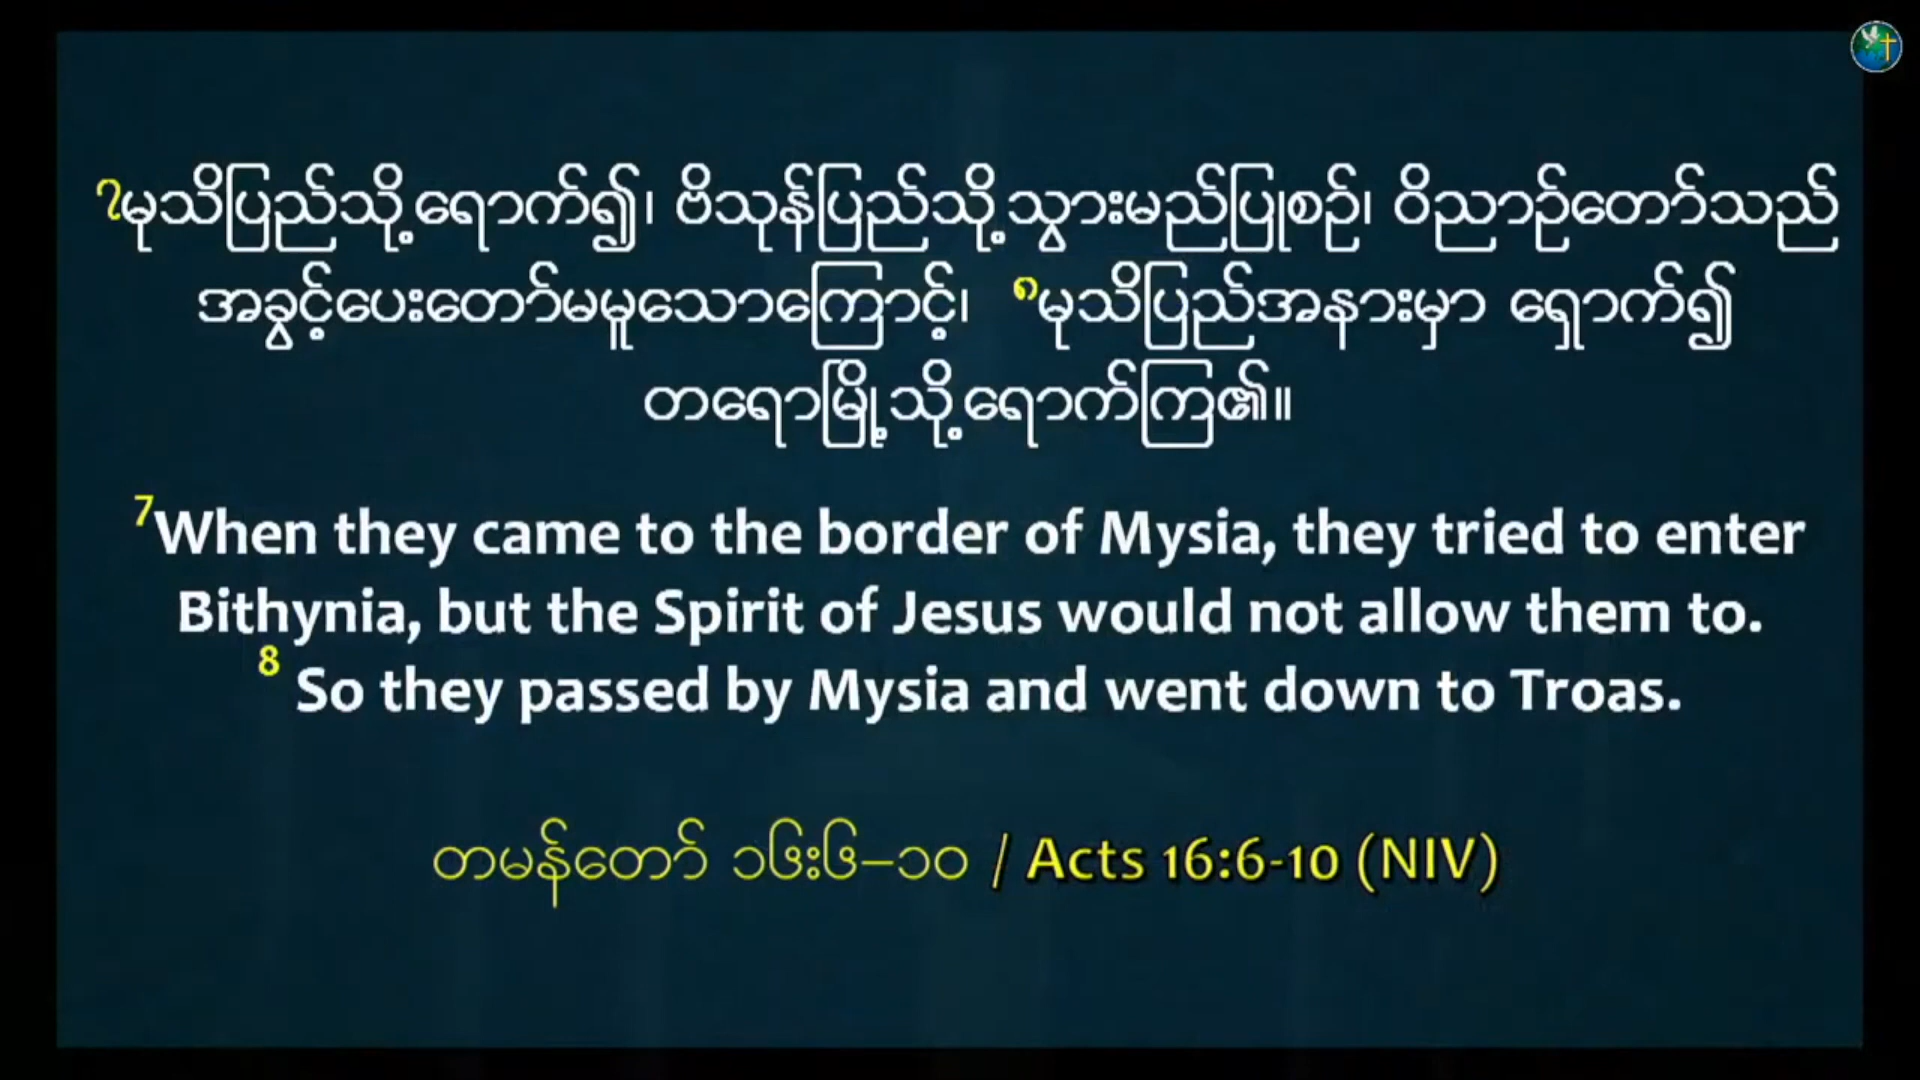 ၇မုသိပြည်သို့ရောက်၍၊ ဗိသုန်ပြည်သို့သွားမည်ပြုစဉ်၊ ဝိညာဉ်တော်သည်
အခွင့်ပေးတော်မမူသောကြောင့်၊ ၈မုသိပြည်အနားမှာ ရှောက်၍
တရောမြို့သို့ရောက်ကြ၏။
7When they came to the border of Mysia, they tried to enter
Bithynia, but the Spirit of Jesus would not allow them to.
8 So they passed by Mysia and went down to Troas.
တမန်တော် ၁၆း၆–၁၀ / Acts 16:6-10 (NIV)